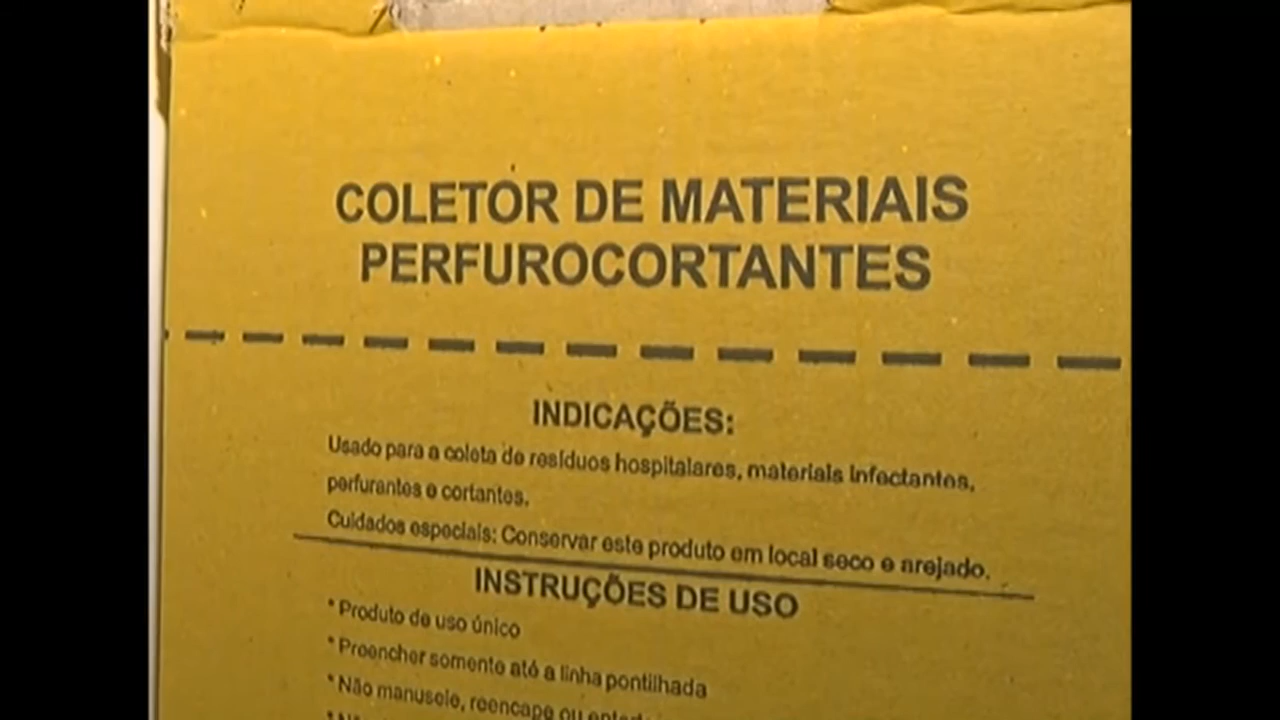 COLETOR DE MATERIAIS
PERFUROCORTANTES
INDICAÇÕES:
Usado para a coleta de resíduos hospitalares, materiais infectantes,
perfurantes e cortantes.
Cuidados especiais: Conservar este produto em local seco e arejado.
INSTRUÇÕES DE USO
* Produto de uso único
* Preencher somente até a linha pontilhada
* Não manuseie, reencape ou